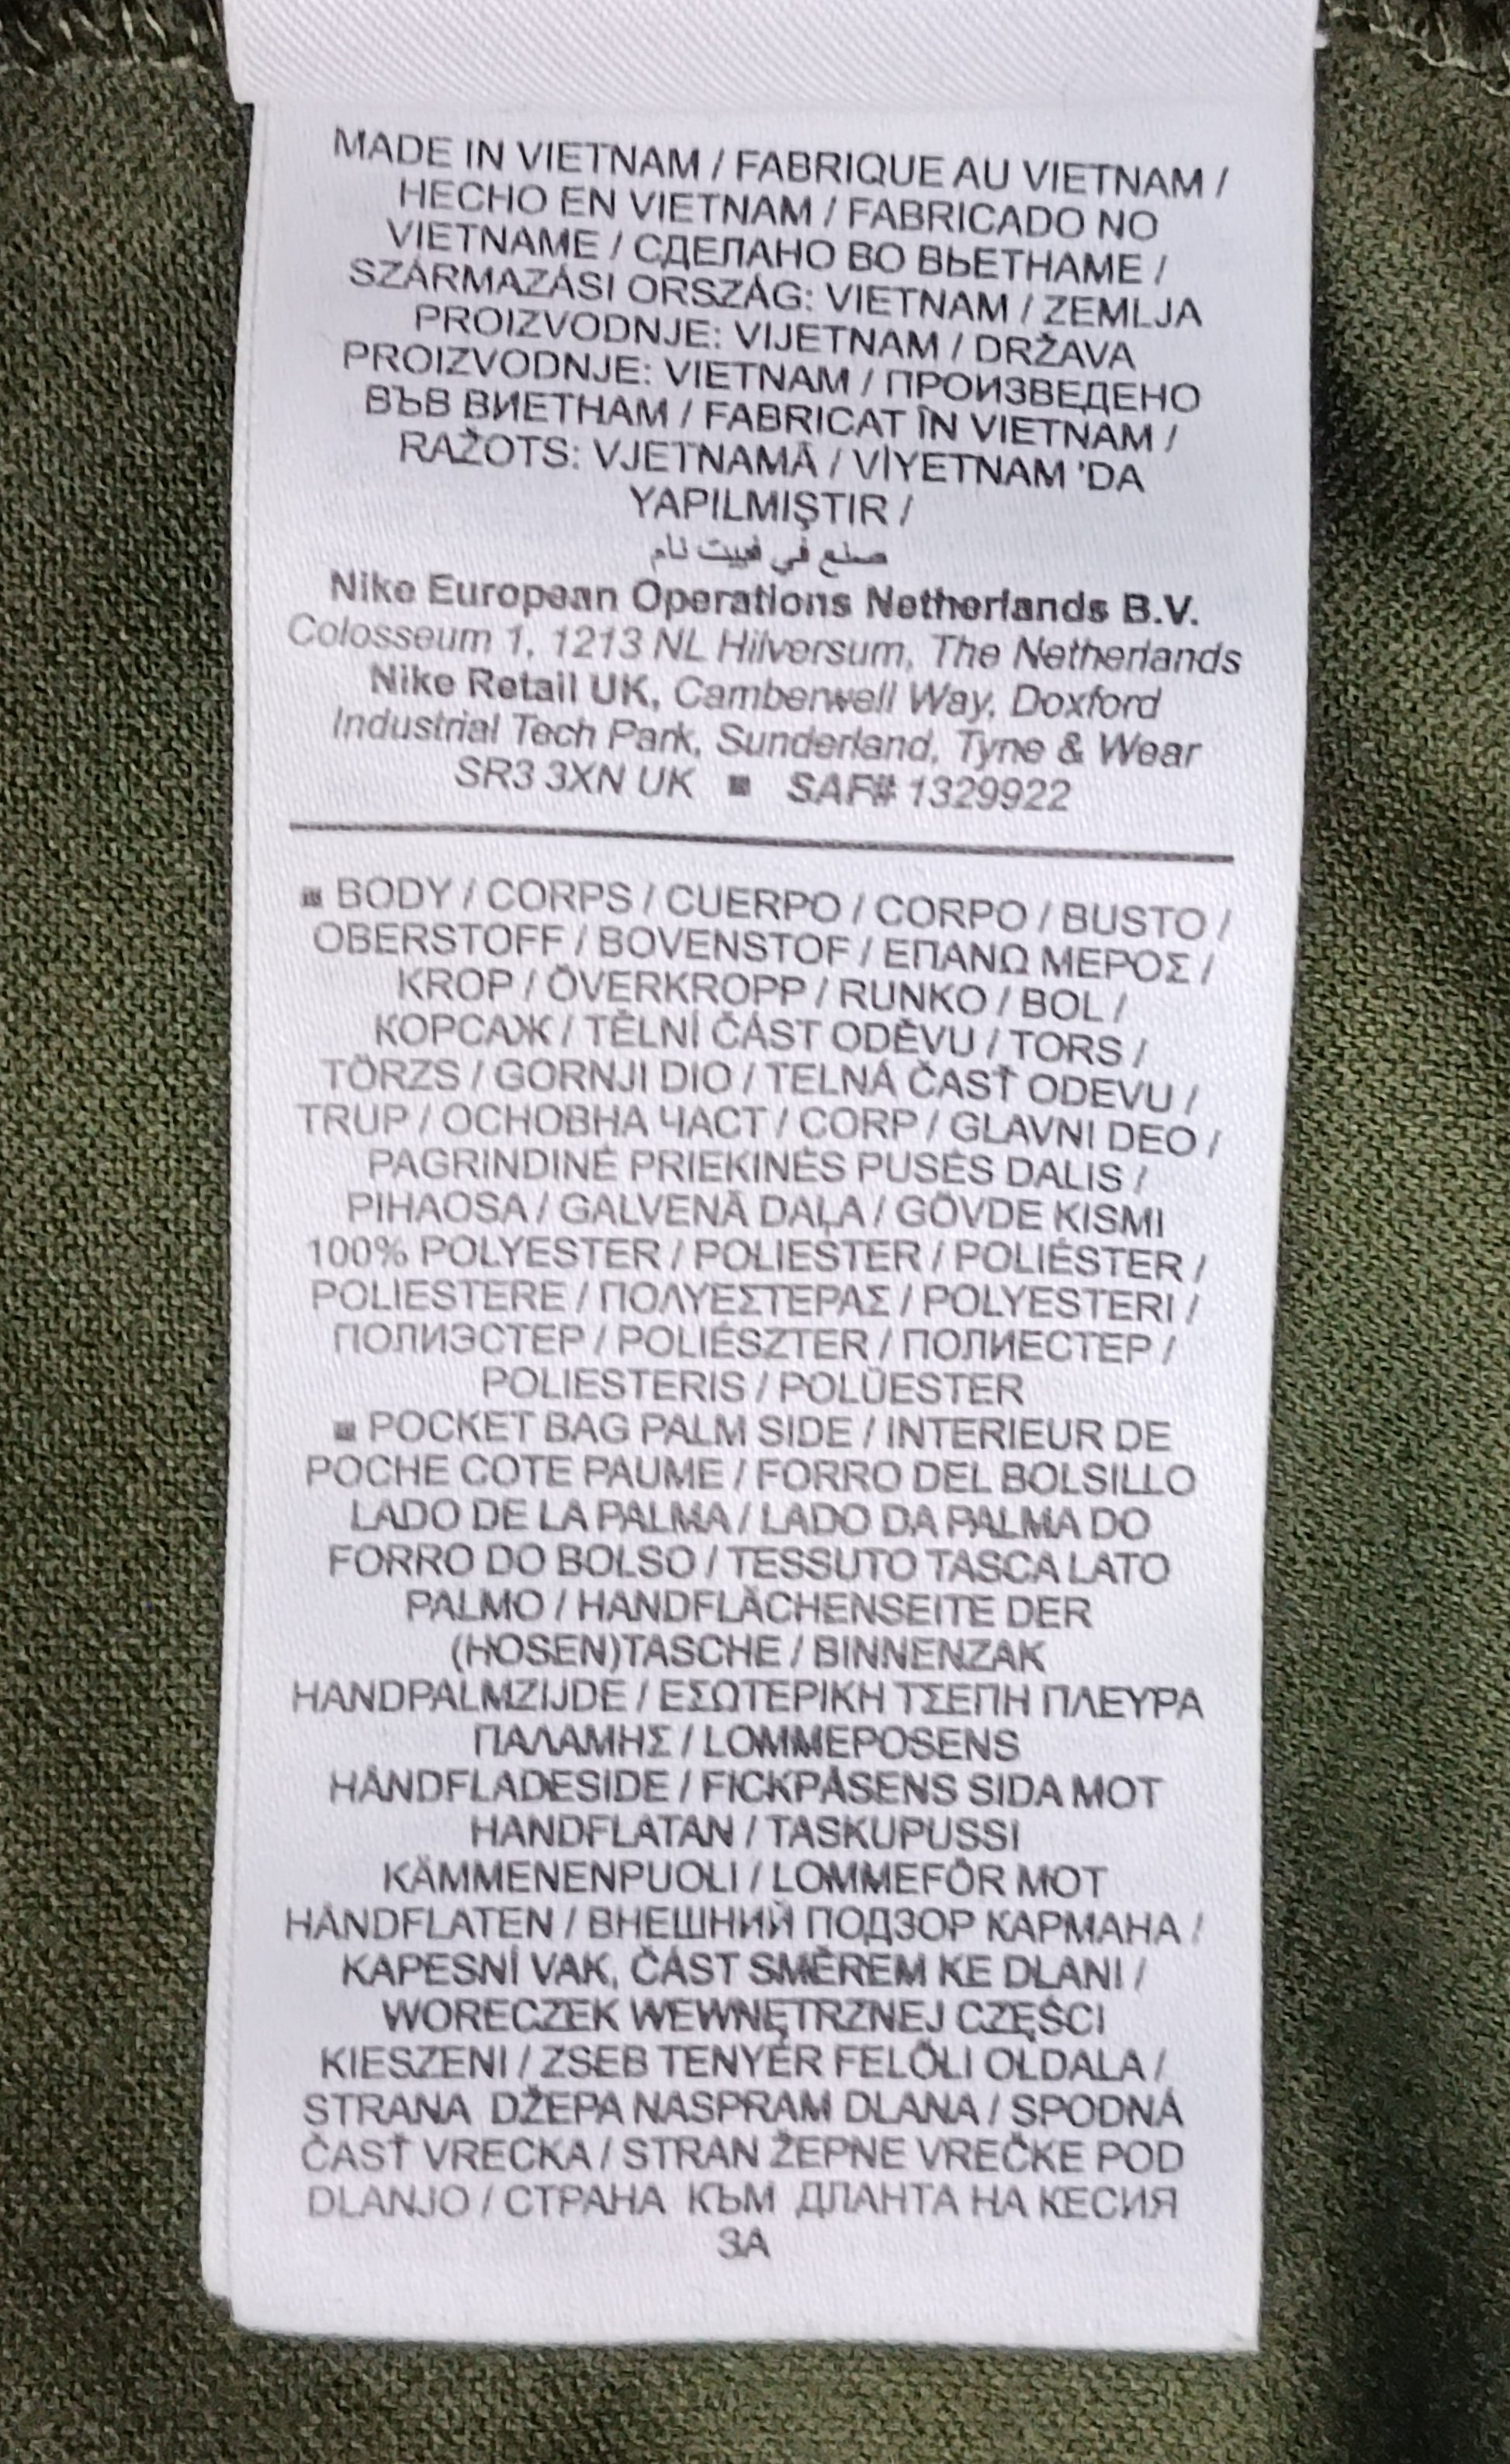 MADE IN VIETNAM / FABRIQUE AU VIETNAM /
HECHO EN VIETNAM / FABRICADO NO
VIETNAME / СДЕЛАНО ВО ВЬЕТНАМЕ /
SZÁRMAZÁSI ORSZÁG: VIETNAM / ZEMLJA
PROIZVODNJE: VIJETNAM / DRŽAVA
PROIZVODNJE: VIETNAM / ПРОИЗВЕДЕНО
ВЪВ ВИЕТНАМ / FABRICAT ÎN VIETNAM /
RAŽOTS: VJETNAMĀ / VİYETNAM 'DA
YAPILMIŞTIR /
صنع في فييت نام
Nike European Operations Netherlands B.V.
Colosseum 1, 1213 NL Hilversum, The Netherlands
Nike Retail UK, Camberwell Way, Doxford
Industrial Tech Park, Sunderland, Tyne & Wear
SR3 3XN UK ■ SAF# 1329922
■ BODY / CORPS / CUERPO / CORPO / BUSTO /
OBERSTOFF / BOVENSTOF / ΕΠΑΝΩ ΜΕΡΟΣ /
KROP / ÖVERKROPP / RUNKO / BOL /
КОРСАЖ / TĚLNÍ ČÁST ODĚVU / TORS /
TÖRZS / GORNJI DIO / TELNÁ ČASŤ ODEVU /
TRUP / ОСНОВНА ЧАСТ / CORP / GLAVNI DEO /
PAGRINDINĖ PRIEKINĖS PUSĖS DALIS /
PIHAOSA / GALVENĀ DAĻA / GÖVDE KISMI
100% POLYESTER / POLIESTER / POLIÉSTER /
POLIESTERE / ΠΟΛΥΕΣΤΕΡΑΣ / POLYESTERI /
ПОЛИЭСТЕР / POLIÉSZTER / ПОЛИЕСТЕР /
POLIESTERIS / POLÜESTER
■ POCKET BAG PALM SIDE / INTERIEUR DE
POCHE COTE PAUME / FORRO DEL BOLSILLO
LADO DE LA PALMA / LADO DA PALMA DO
FORRO DO BOLSO / TESSUTO TASCA LATO
PALMO / HANDFLÄCHENSEITE DER
(HOSEN)TASCHE / BINNENZAK
HANDPALMZIJDE / ΕΣΩΤΕΡΙΚΗ ΤΣΕΠΗ ΠΛΕΥΡΑ
ΠΑΛΑΜΗΣ / LOMMEPOSENS
HÅNDFLADESIDE / FICKPÅSENS SIDA MOT
HANDFLATAN / TASKUPUSSI
KÄMMENENPUOLI / LOMMEFÔR MOT
HÅNDFLATEN / ВНЕШНИЙ ПОДЗОР КАРМАНА /
KAPESNÍ VAK, ČÁST SMĚREM KE DLANI /
WORECZEK WEWNĘTRZNEJ CZĘŚCI
KIESZENI / ZSEB TENYÉR FELŐLI OLDALA /
STRANA DŽEPA NASPRAM DLANA / SPODNÁ
ČASŤ VRECKA / STRAN ŽEPNE VREČKE POD
DLANJO / СТРАНА КЪМ ДЛАНТА НА КЕСИЯ
ЗА